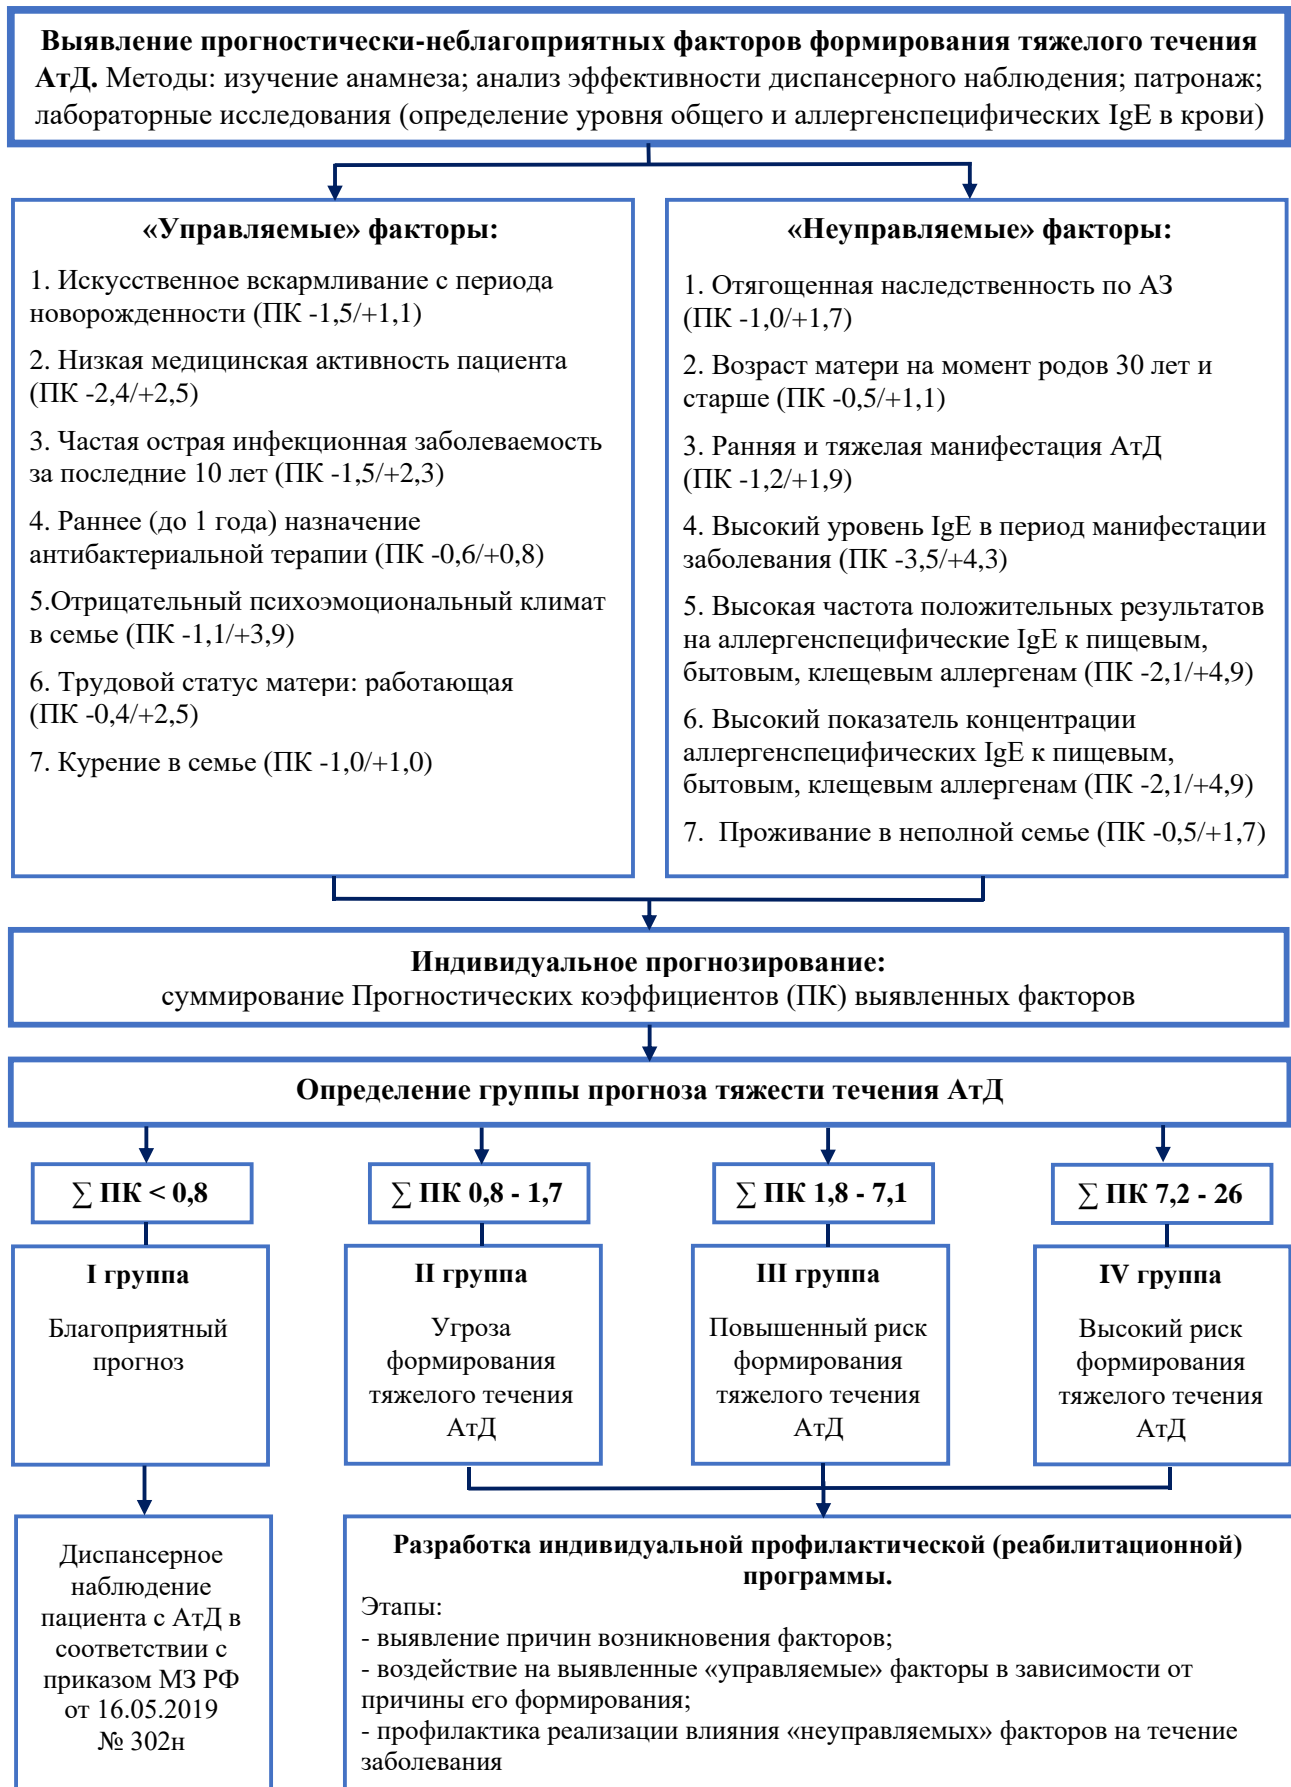 Выявление прогностически-неблагоприятных факторов формирования тяжелого течения
АтД. Методы: изучение анамнеза; анализ эффективности диспансерного наблюдения; патронаж;
лабораторные исследования (определение уровня общего и аллергенспецифических IgE в крови)
«Управляемые» факторы:
1. Искусственное вскармливание с периода
новорожденности (ПК -1,5/+1,1)
2. Низкая медицинская активность пациента
(ПК -2,4/+2,5)
3. Частая острая инфекционная заболеваемость
за последние 10 лет (ПК -1,5/+2,3)
4. Раннее (до 1 года) назначение
антибактериальной терапии (ПК -0,6/+0,8)
5.Отрицательный психоэмоциональный климат
в семье (ПК -1,1/+3,9)
6. Трудовой статус матери: работающая
(ПК -0,4/+2,5)
7. Курение в семье (ПК -1,0/+1,0)
«Неуправляемые» факторы:
1. Отягощенная наследственность по АЗ
(ПК -1,0/+1,7)
2. Возраст матери на момент родов 30 лет и
старше (ПК -0,5/+1,1)
3. Ранняя и тяжелая манифестация АтД
(ПК -1,2/+1,9)
4. Высокий уровень IgE в период манифестации
заболевания (ПК -3,5/+4,3)
5. Высокая частота положительных результатов
на аллергенспецифические IgE к пищевым,
бытовым, клещевым аллергенам (ПК -2,1/+4,9)
6. Высокий показатель концентрации
аллергенспецифических IgE к пищевым,
бытовым, клещевым аллергенам (ПК -2,1/+4,9)
7. Проживание в неполной семье (ПК -0,5/+1,7)
Индивидуальное прогнозирование:
суммирование Прогностических коэффициентов (ПК) выявленных факторов
Определение группы прогноза тяжести течения АтД
∑ ПК < 0,8
∑ ПК 0,8 - 1,7
∑ ПК 1,8 - 7,1
∑ ПК 7,2 - 26
I группа
Благоприятный
прогноз
II группа
Угроза
формирования
тяжелого течения
АтД
III группа
Повышенный риск
формирования
тяжелого течения
АтД
IV группа
Высокий риск
формирования
тяжелого течения
АтД
Диспансерное
наблюдение
пациента с АтД в
соответствии с
приказом МЗ РФ
от 16.05.2019
№ 302н
Разработка индивидуальной профилактической (реабилитационной)
программы.
Этапы:
- выявление причин возникновения факторов;
- воздействие на выявленные «управляемые» факторы в зависимости от
причины его формирования;
- профилактика реализации влияния «неуправляемых» факторов на течение
заболевания